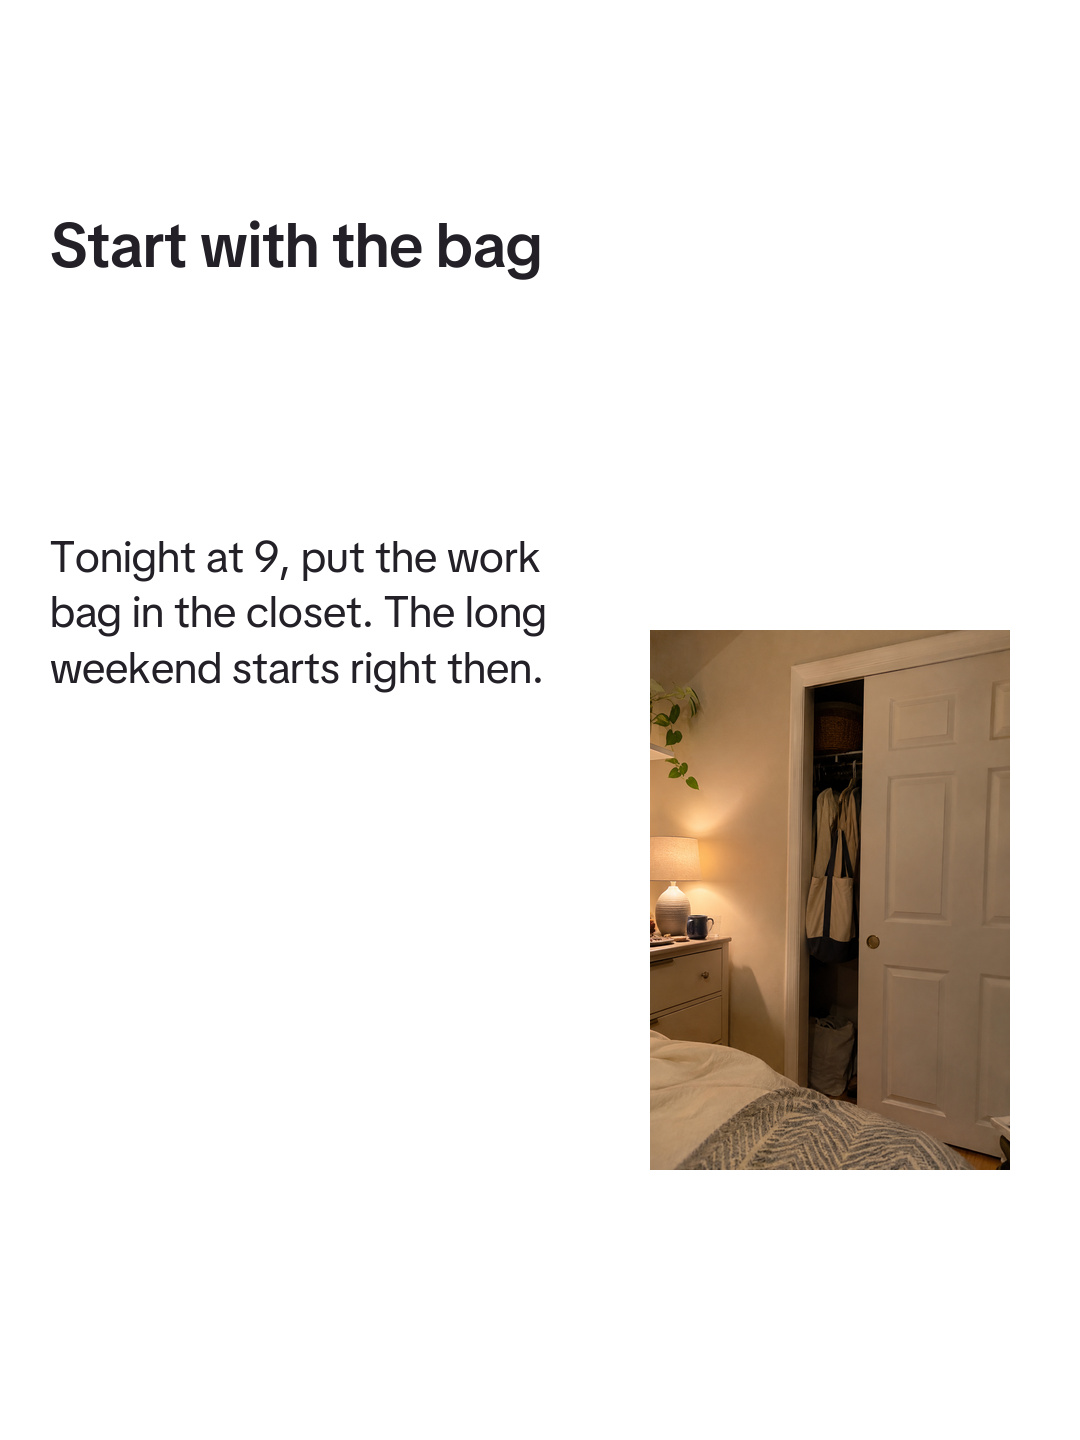 Start with the bag
Tonight at 9, put the work
bag in the closet. The long
weekend starts right then.